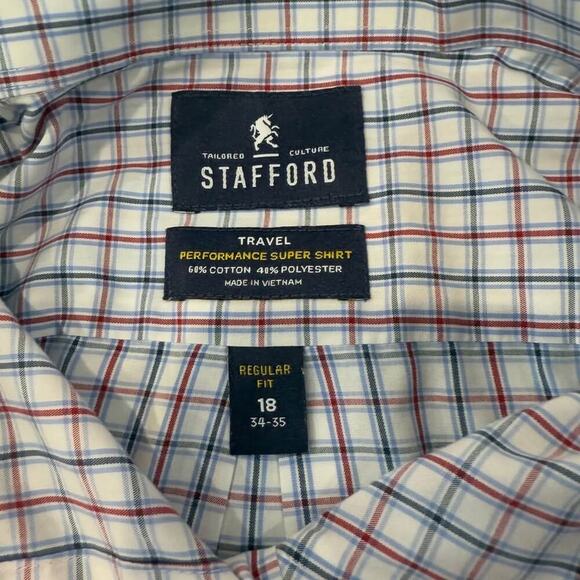 TAILORED CULTURE
STAFFORD
TRAVEL
PERFORMANCE SUPER SHIRT
60% COTTON 40% POLYESTER
MADE IN VIETNAM
REGULAR
FIT
18
34-35